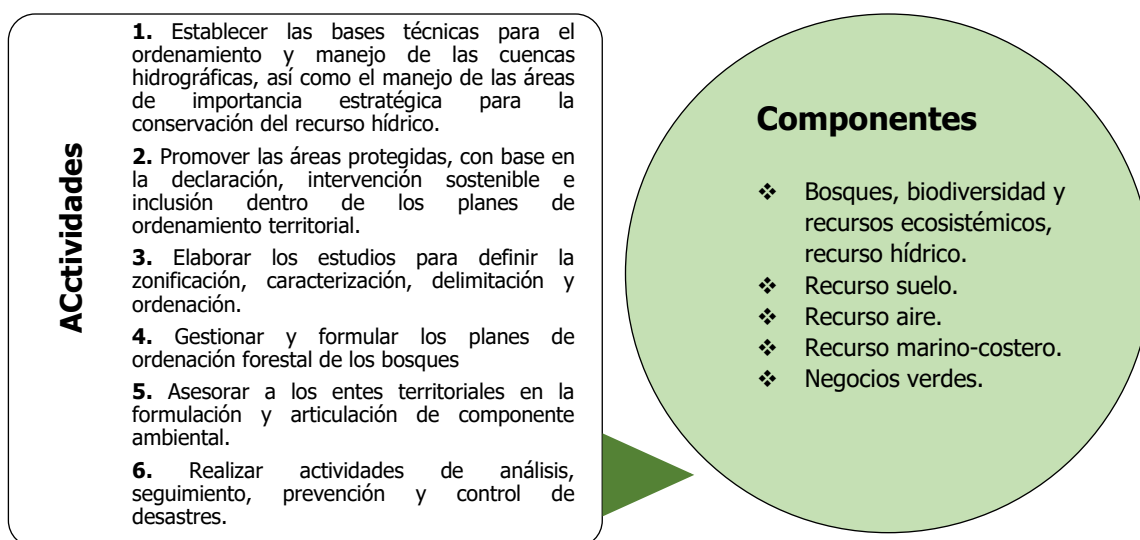 ACctividades
1. Establecer las bases técnicas para el
ordenamiento y manejo de las cuencas
hidrográficas, así como el manejo de las áreas
de importancia estratégica para la
conservación del recurso hídrico.
2. Promover las áreas protegidas, con base en
la declaración, intervención sostenible e
inclusión dentro de los planes de
ordenamiento territorial.
3. Elaborar los estudios para definir la
zonificación, caracterización, delimitación y
ordenación.
4. Gestionar y formular los planes de
ordenación forestal de los bosques
5. Asesorar a los entes territoriales en la
formulación y articulación de componente
ambiental.
6. Realizar actividades de análisis,
seguimiento, prevención y control de
desastres.
Componentes
❖ Bosques, biodiversidad y
recursos ecosistémicos,
recurso hídrico.
❖ Recurso suelo.
❖ Recurso aire.
❖ Recurso marino-costero.
❖ Negocios verdes.